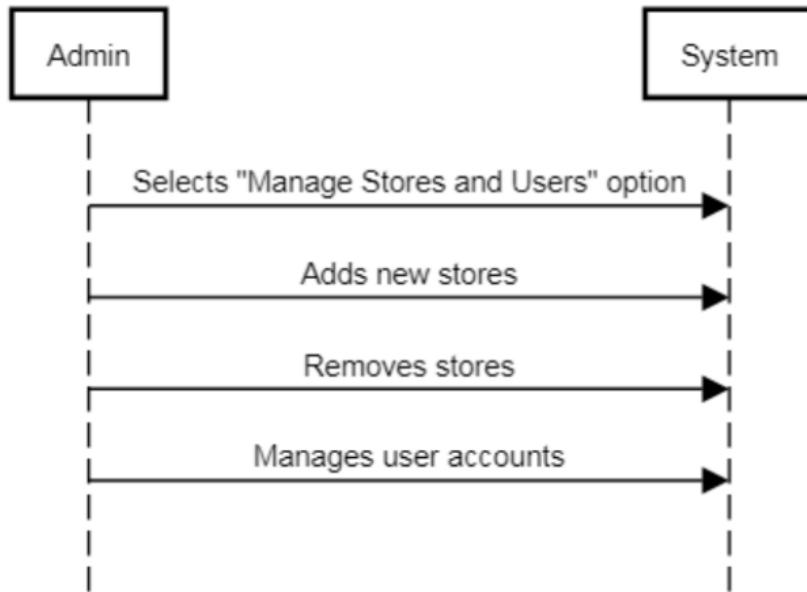 Admin
System
Selects "Manage Stores and Users" option
Adds new stores
Removes stores
Manages user accounts